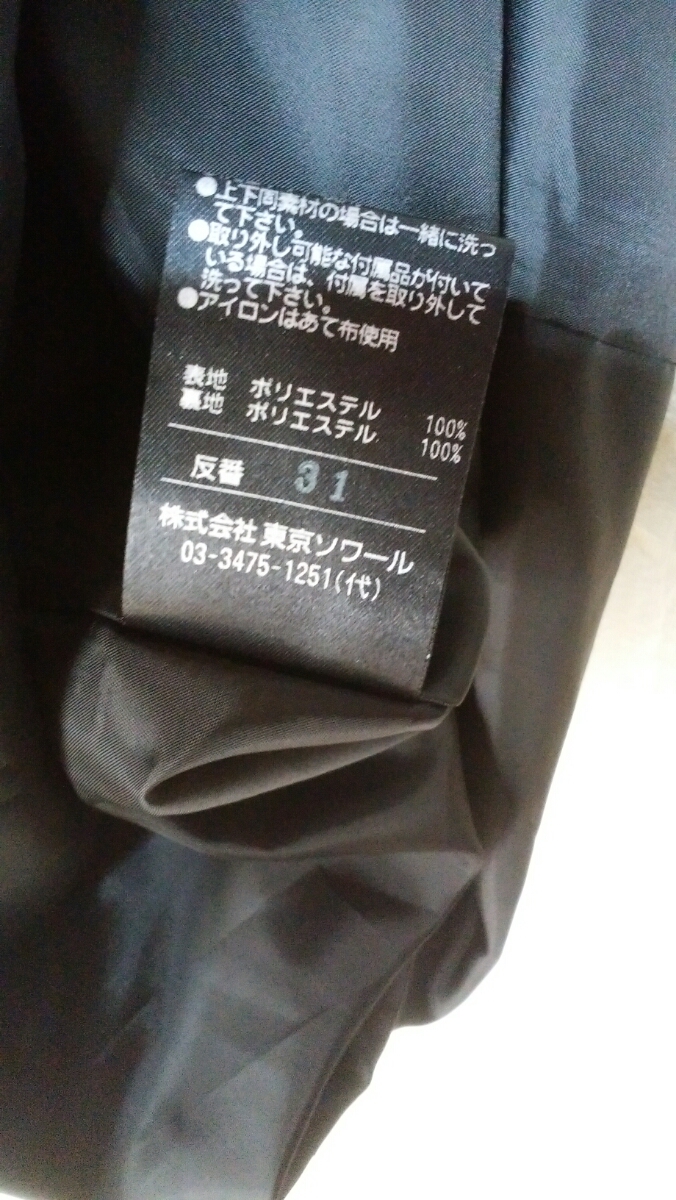 ●上下同素材の場合は一緒に洗っ
て下さい。
●取り外し可能な付属品が付いて
いる場合は、付属を取り外して
洗って下さい。
●アイロンはあて布使用
表地 ポリエステル 100%
裏地 ポリエステル 100%
反番 31
株式会社 東京ソワール
03-3475-1251(代)